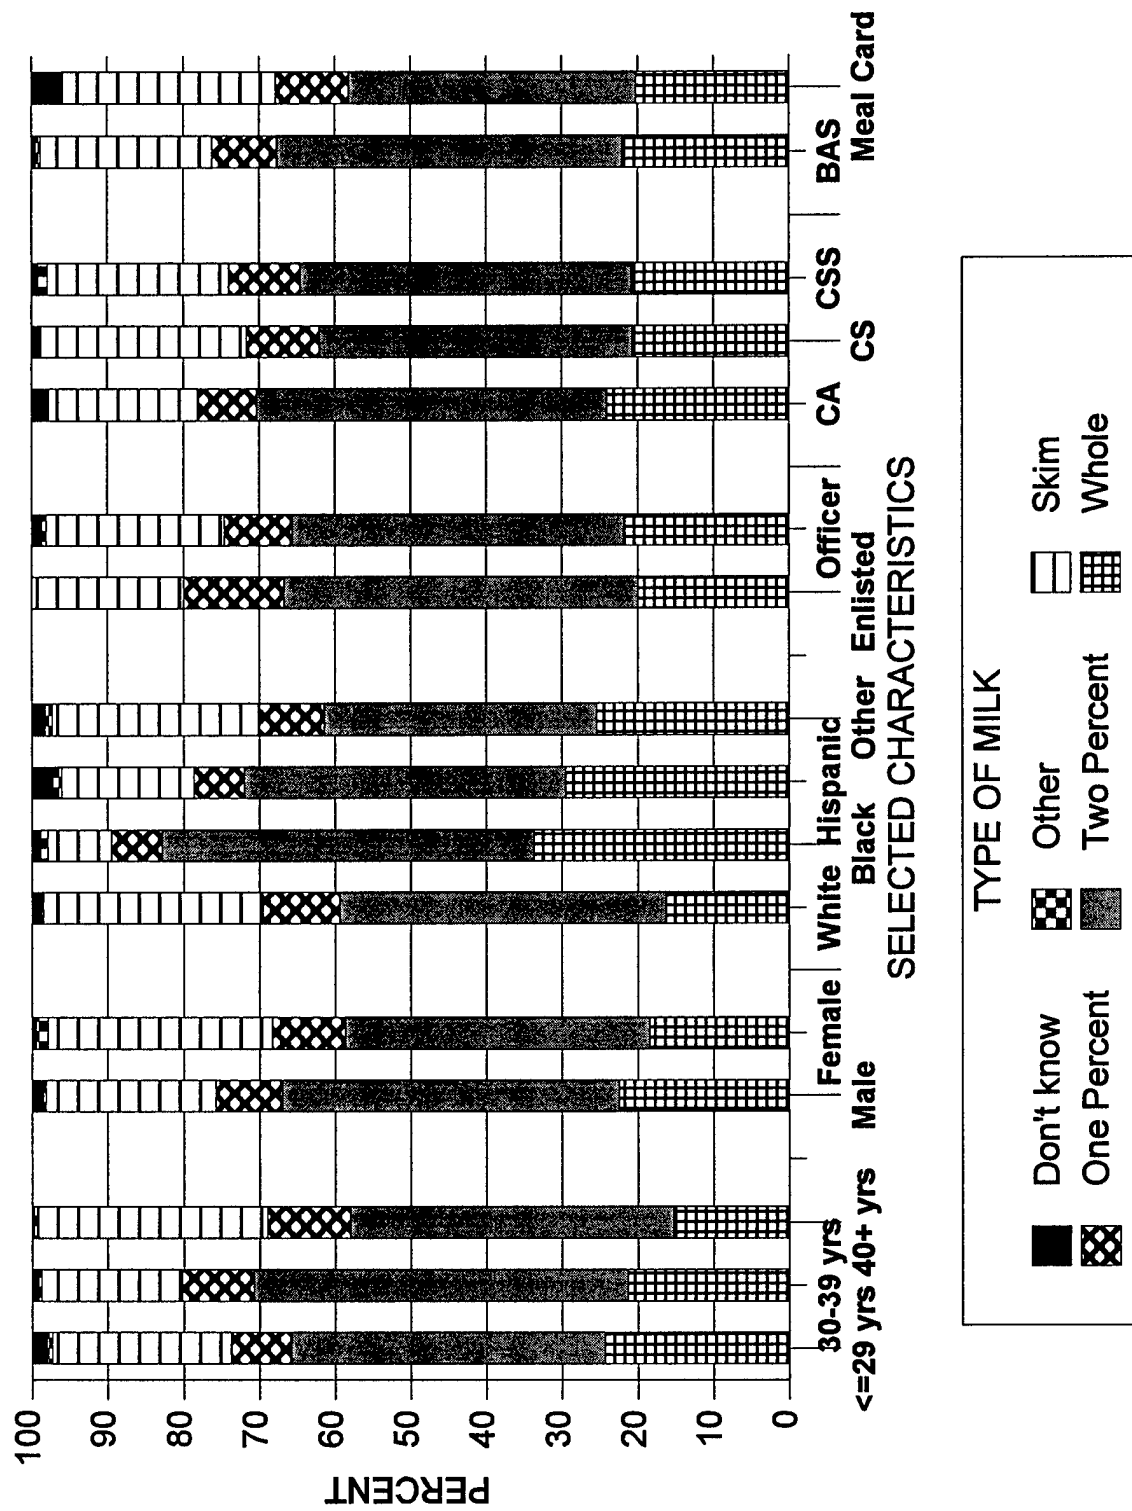 PERCENT
100
90
80
70
60
50
40
30
20
10
0
30-39 yrs Female White Hispanic Officer CA CSS BAS
<=29 yrs 40+ yrs Male Black Other Enlisted CS Meal Card
SELECTED CHARACTERISTICS
TYPE OF MILK
Don't know Other Skim
One Percent Two Percent Whole